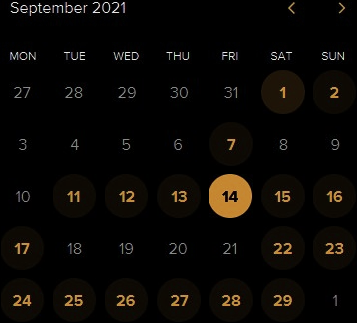 September 2021 < >
MON TUE WED THU FRI SAT SUN
27 28 29 30 31 1 2
3 4 5 6 7 8 9
10 11 12 13 14 15 16
17 18 19 20 21 22 23
24 25 26 27 28 29 1